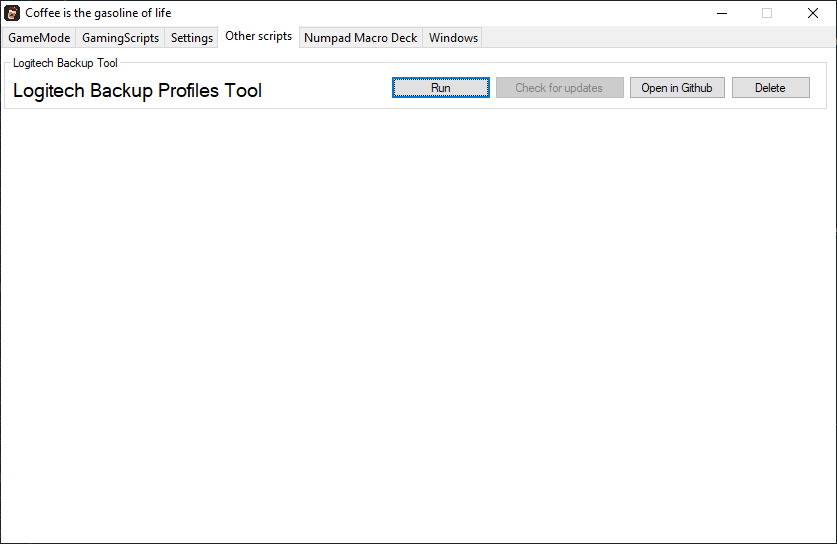 Coffee is the gasoline of life
GameMode GamingScripts Settings Other scripts Numpad Macro Deck Windows
Logitech Backup Tool
Logitech Backup Profiles Tool Run Check for updates Open in Github Delete